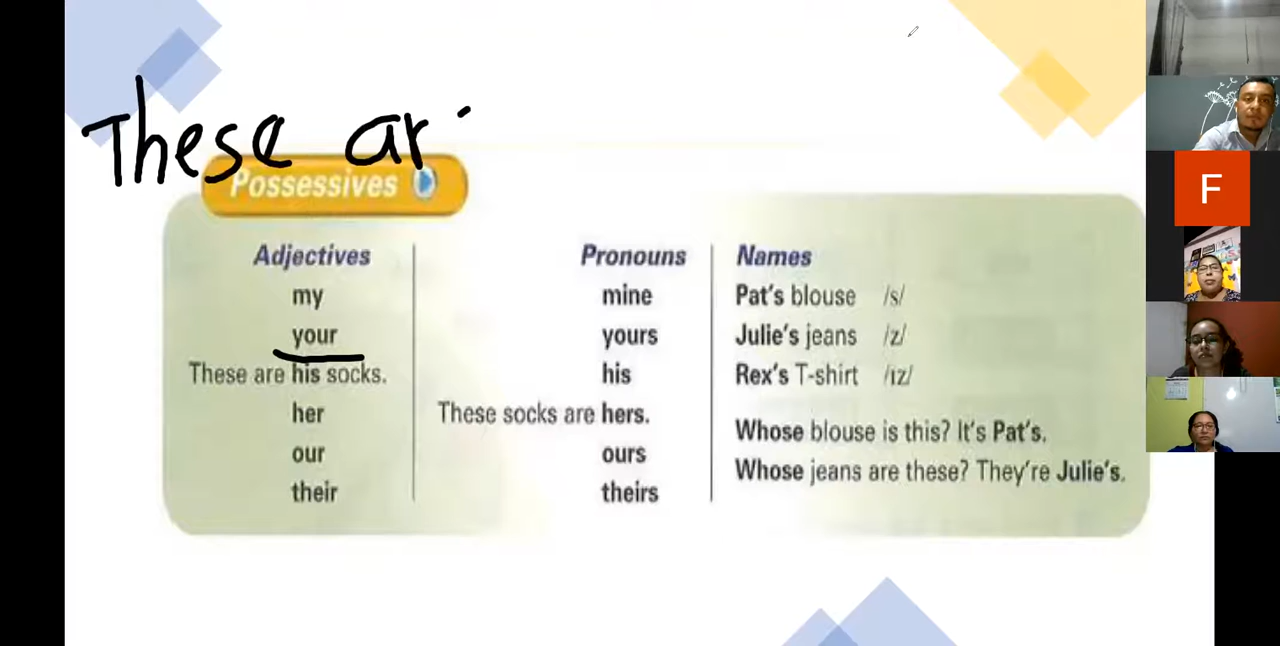 These ar
Possessives
Adjectives
my
your
These are his socks.
her
our
their
Pronouns
mine
yours
his
These socks are hers.
ours
theirs
Names
Pat's blouse /s/
Julie's jeans /z/
Rex's T-shirt /ɪz/
Whose blouse is this? It's Pat's.
Whose jeans are these? They're Julie's.
F